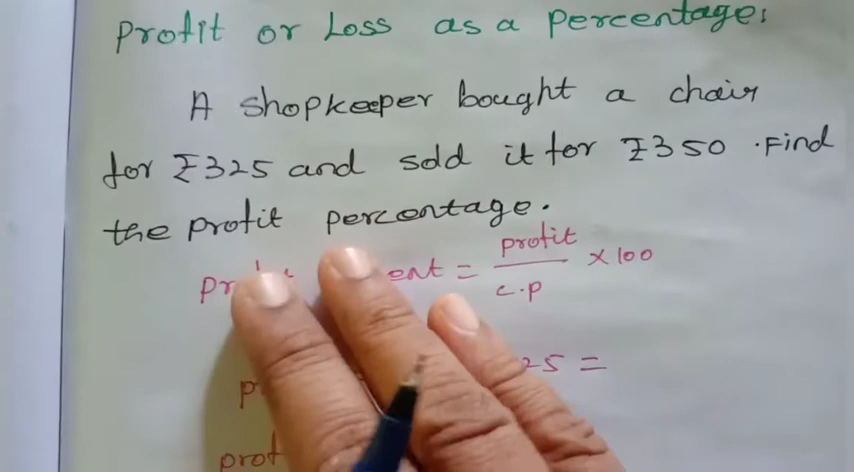 Profit or Loss as a Percentage:
A shopkeeper bought a chair
for ₹325 and sold it for ₹350. Find
the profit percentage.
profit
= × 100
c.p
25 =